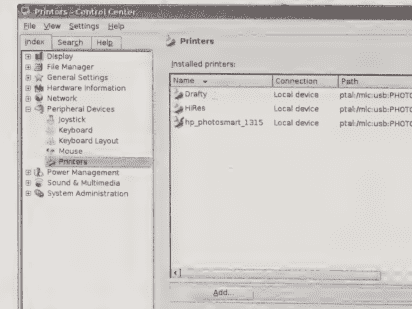 Printers - Control Center
File View Settings Help
Index Search Help
Display
File Manager
General Settings
Hardware Information
Network
Peripheral Devices
Joystick
Keyboard
Keyboard Layout
Mouse
Printers
Power Management
Sound & Multimedia
System Administration
Printers
Installed printers:
Name Connection Path
Drafty Local device ptal:/mlc:usb:PHOTO
HiRes Local device ptal:/mlc:usb:PHOTO
hp_photosmart_1315 Local device ptal:/mlc:usb:PHOTO
Add...